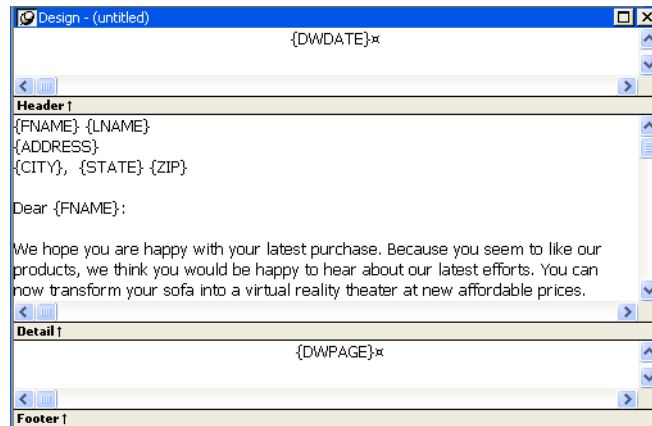 Design - (untitled)
{DWDATE}¤
Header ↑
{FNAME} {LNAME}
{ADDRESS}
{CITY}, {STATE} {ZIP}
Dear {FNAME}:
We hope you are happy with your latest purchase. Because you seem to like our
products, we think you would be happy to hear about our latest efforts. You can
now transform your sofa into a virtual reality theater at new affordable prices.
Detail ↑
{DWPAGE}¤
Footer ↑